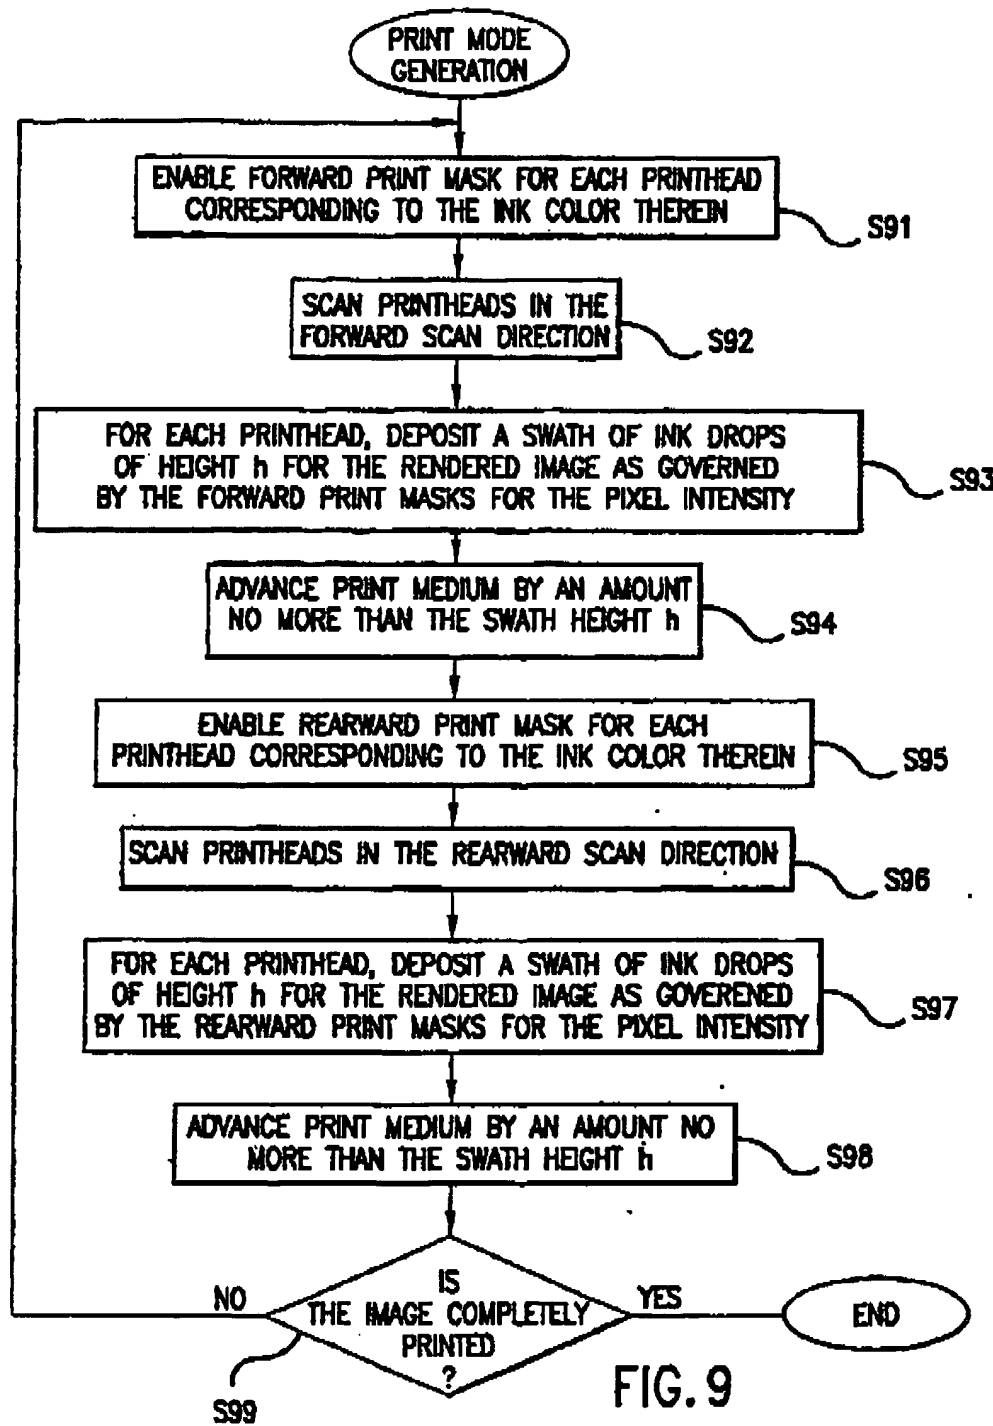 PRINT MODE
GENERATION
ENABLE FORWARD PRINT MASK FOR EACH PRINTHEAD
CORRESPONDING TO THE INK COLOR THEREIN
S91
SCAN PRINTHEADS IN THE
FORWARD SCAN DIRECTION
S92
FOR EACH PRINTHEAD, DEPOSIT A SWATH OF INK DROPS
OF HEIGHT h FOR THE RENDERED IMAGE AS GOVERNED
BY THE FORWARD PRINT MASKS FOR THE PIXEL INTENSITY
S93
ADVANCE PRINT MEDIUM BY AN AMOUNT
NO MORE THAN THE SWATH HEIGHT h
S94
ENABLE REARWARD PRINT MASK FOR EACH
PRINTHEAD CORRESPONDING TO THE INK COLOR THEREIN
S95
SCAN PRINTHEADS IN THE REARWARD SCAN DIRECTION
S96
FOR EACH PRINTHEAD, DEPOSIT A SWATH OF INK DROPS
OF HEIGHT h FOR THE RENDERED IMAGE AS GOVERENED
BY THE REARWARD PRINT MASKS FOR THE PIXEL INTENSITY
S97
ADVANCE PRINT MEDIUM BY AN AMOUNT NO
MORE THAN THE SWATH HEIGHT h
S98
IS
THE IMAGE COMPLETELY
PRINTED
?
NO
YES
END
S99
FIG. 9